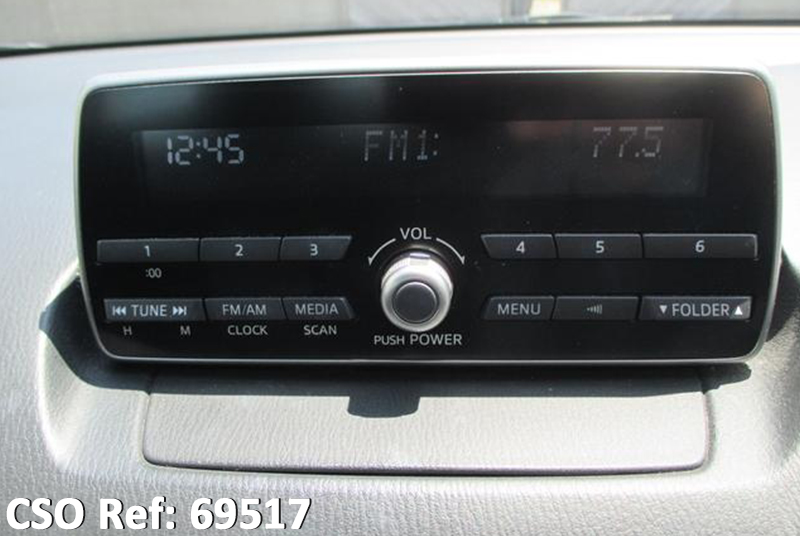 12:45 FM1: 77.5
VOL
1 2 3 4 5 6
:00
TUNE FM/AM MEDIA MENU FOLDER
H M CLOCK SCAN
PUSH POWER
CSO Ref: 69517